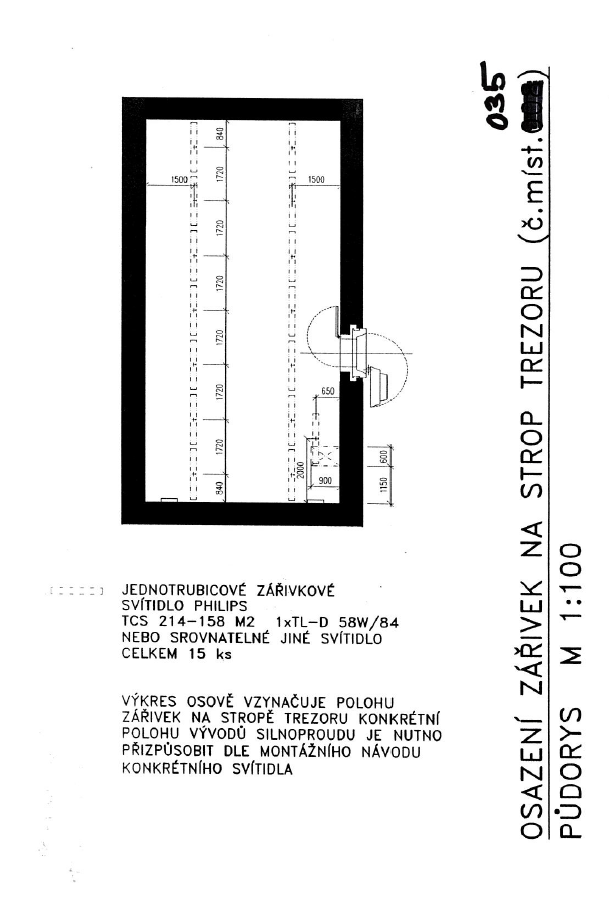 840
1720
1500
1500
1720
1720
1720
1720
1720
650
1720
2000
600
900
840
1150
JEDNOTRUBICOVÉ ZÁŘIVKOVÉ
SVÍTIDLO PHILIPS
TCS 214-158 M2 1xTL-D 58W/84
NEBO SROVNATELNÉ JINÉ SVÍTIDLO
CELKEM 15 ks
VÝKRES OSOVĚ VZYNAČUJE POLOHU
ZÁŘIVEK NA STROPĚ TREZORU KONKRÉTNÍ
POLOHU VÝVODŮ SILNOPROUDU JE NUTNO
PŘIZPŮSOBIT DLE MONTÁŽNÍHO NÁVODU
KONKRÉTNÍHO SVÍTIDLA
035
OSAZENÍ ZÁŘIVEK NA STROP TREZORU (č.míst. )
PŮDORYS M 1:100